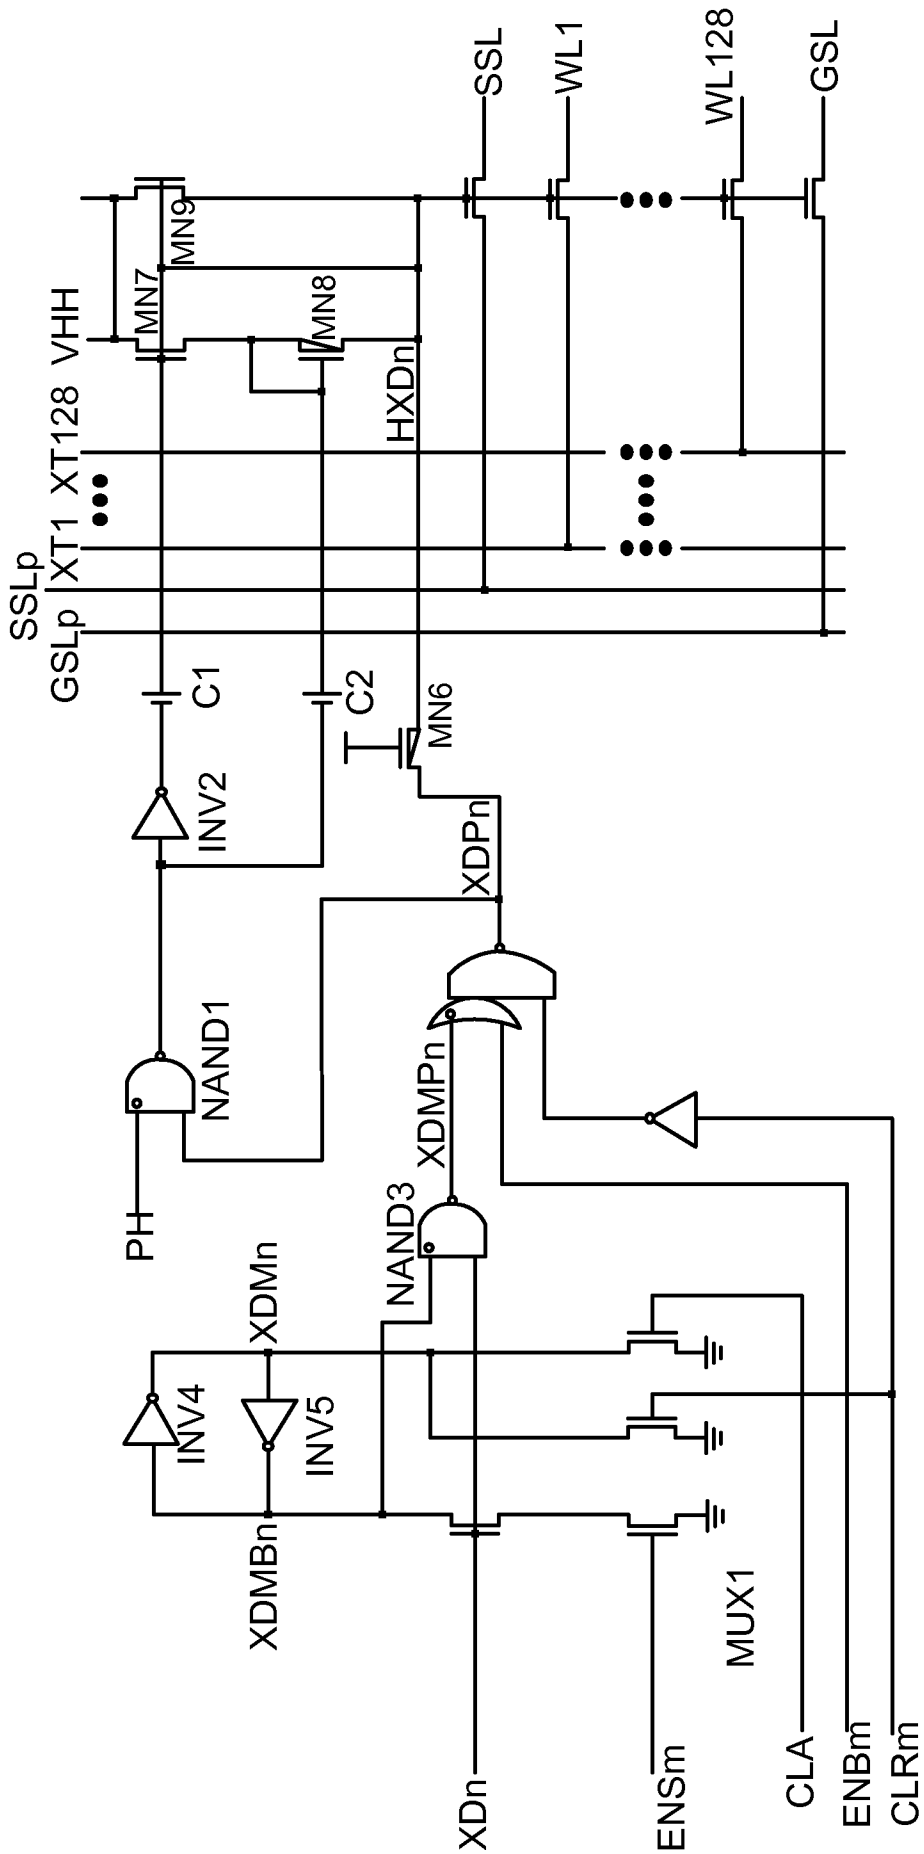 SSL
WL1
WL128
GSL
MN9
MN7
MN8
VHH
HXDn
XT128
XT1
SSLp
GSLp
C1
C2
MN6
INV2
XDPn
NAND1
PH
XDMPn
NAND3
XDMn
INV4
INV5
XDMBn
MUX1
XDn
ENSm
CLA
ENBm
CLRm